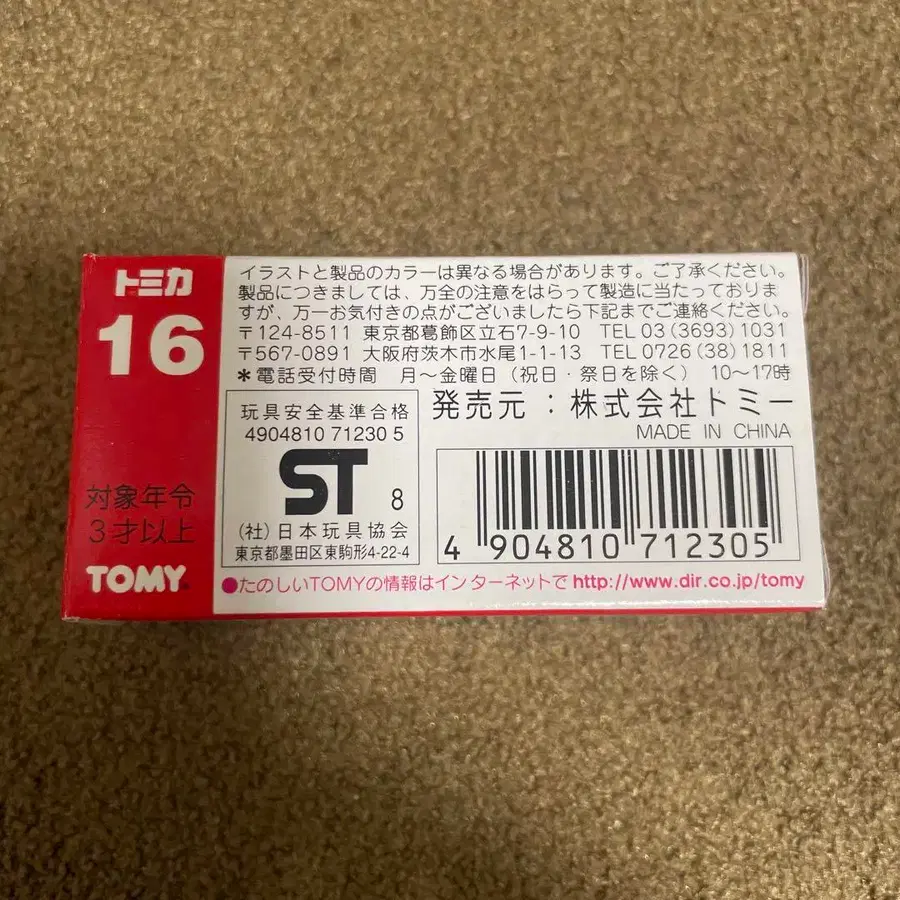 トミカ
16
対象年令
3才以上
TOMY
イラストと製品のカラーは異なる場合があります。ご了承ください。
製品につきましては、万全の注意をはらって製造に当たっておりま
すが、万一お気付きの点がございましたら下記までご連絡ください。
〒124-8511 東京都葛飾区立石7-9-10 TEL 03 (3693) 1031
〒567-0891 大阪府茨木市水尾1-1-13 TEL 0726 (38) 1811
＊電話受付時間 月～金曜日（祝日・祭日を除く） 10～17時
玩具安全基準合格
4904810 71230 5
ST 8
(社)日本玩具協会
東京都墨田区東駒形4-22-4
発売元：株式会社トミー
MADE IN CHINA
4 904810 712305
●たのしいTOMYの情報はインターネットで http://www.dir.co.jp/tomy